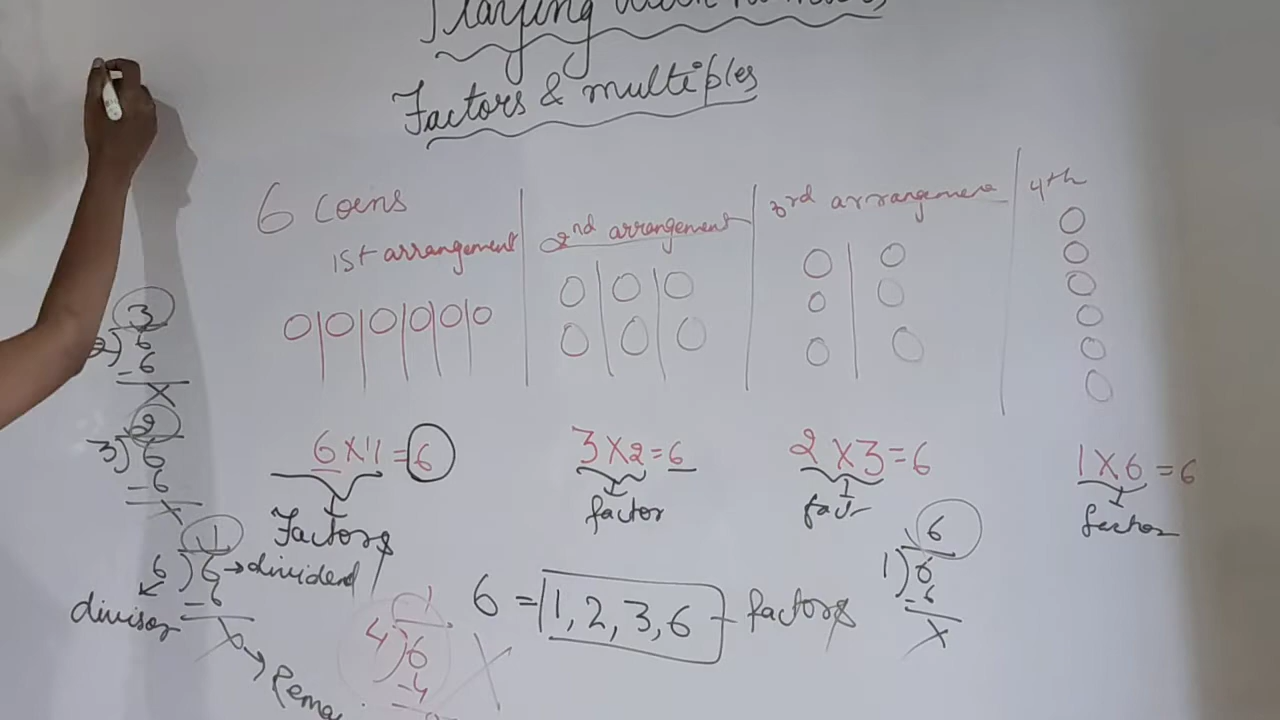 Factors & multiples
6 coins
1st arrangement
2nd arrangement
3rd arrangement
4th
6 X 1 = 6
Factors
3 X 2 = 6
factor
2 X 3 = 6
1 X 6 = 6
factor
3
2) 6
- 6
X
2
3) 6
- 6
X
1
6) 6 → dividend
- 6
X
divisor
1
4) 6
- 4
6 = 1, 2, 3, 6 - factors
6
1) 6
- 6
X